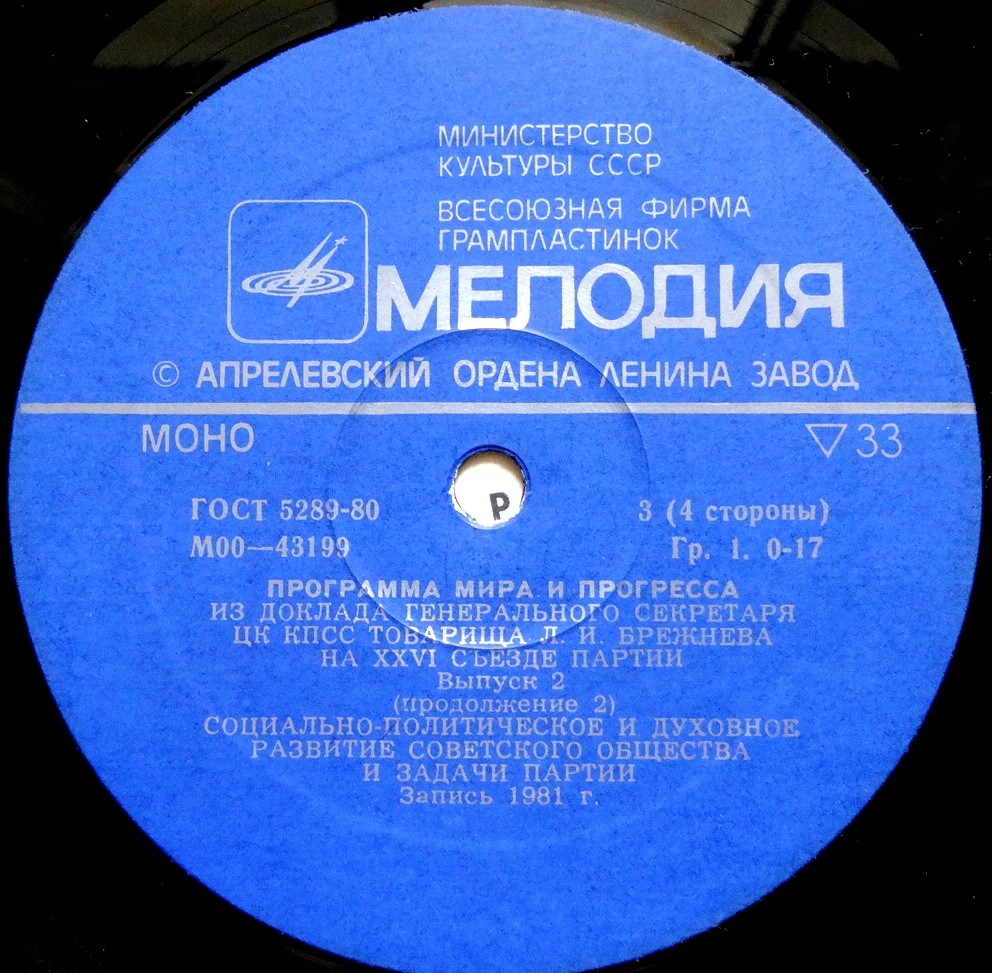 МИНИСТЕРСТВО
КУЛЬТУРЫ СССР
ВСЕСОЮЗНАЯ ФИРМА
ГРАМПЛАСТИНОК
МЕЛОДИЯ
© АПРЕЛЕВСКИЙ ОРДЕНА ЛЕНИНА ЗАВОД
МОНО ▽33
ГОСТ 5289-80 3 (4 стороны)
М00—43199 Гр. 1. 0-17
Р
ПРОГРАММА МИРА И ПРОГРЕССА
ИЗ ДОКЛАДА ГЕНЕРАЛЬНОГО СЕКРЕТАРЯ
ЦК КПСС ТОВАРИЩА Л. И. БРЕЖНЕВА
НА XXVI СЪЕЗДЕ ПАРТИИ
Выпуск 2
(продолжение 2)
СОЦИАЛЬНО-ПОЛИТИЧЕСКОЕ И ДУХОВНОЕ
РАЗВИТИЕ СОВЕТСКОГО ОБЩЕСТВА
И ЗАДАЧИ ПАРТИИ
Запись 1981 г.